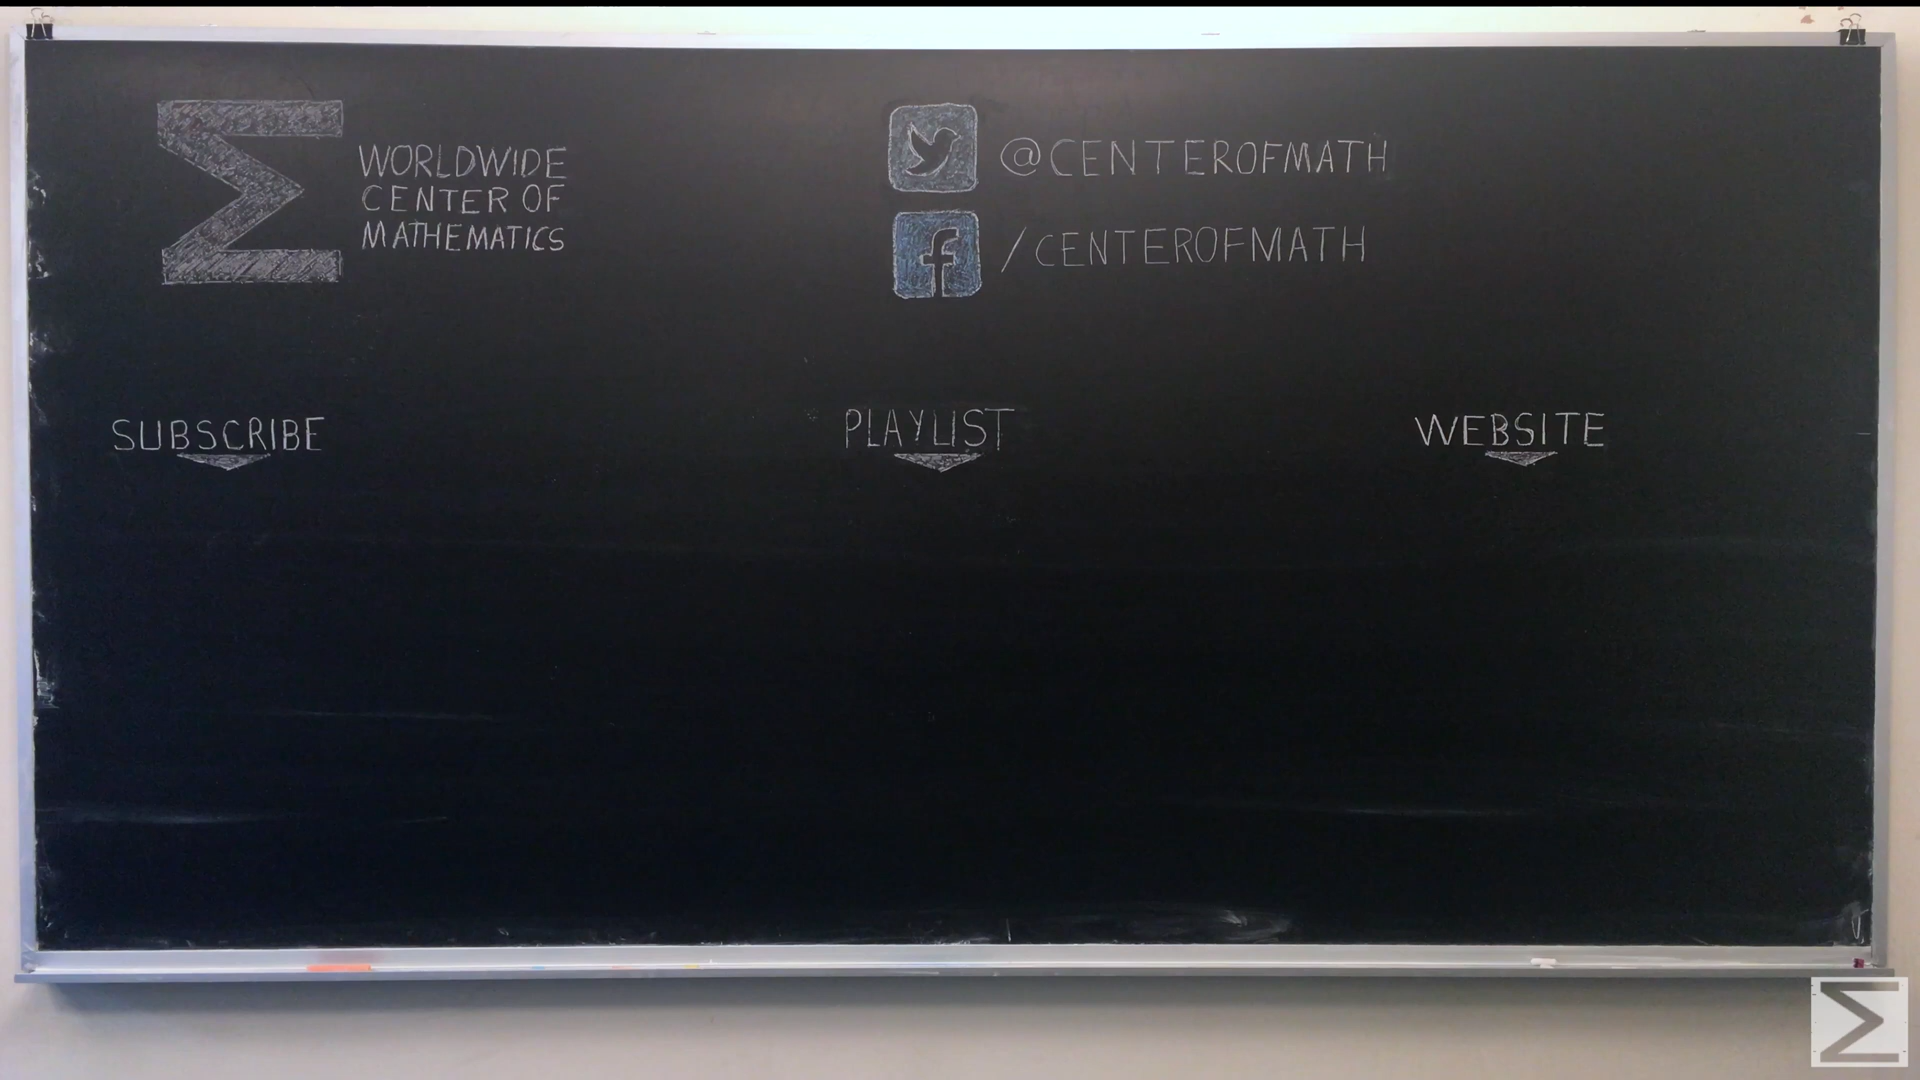 Σ
WORLDWIDE
CENTER OF
MATHEMATICS
@CENTEROFMATH
/CENTEROFMATH
SUBSCRIBE
PLAYLIST
WEBSITE
Σ